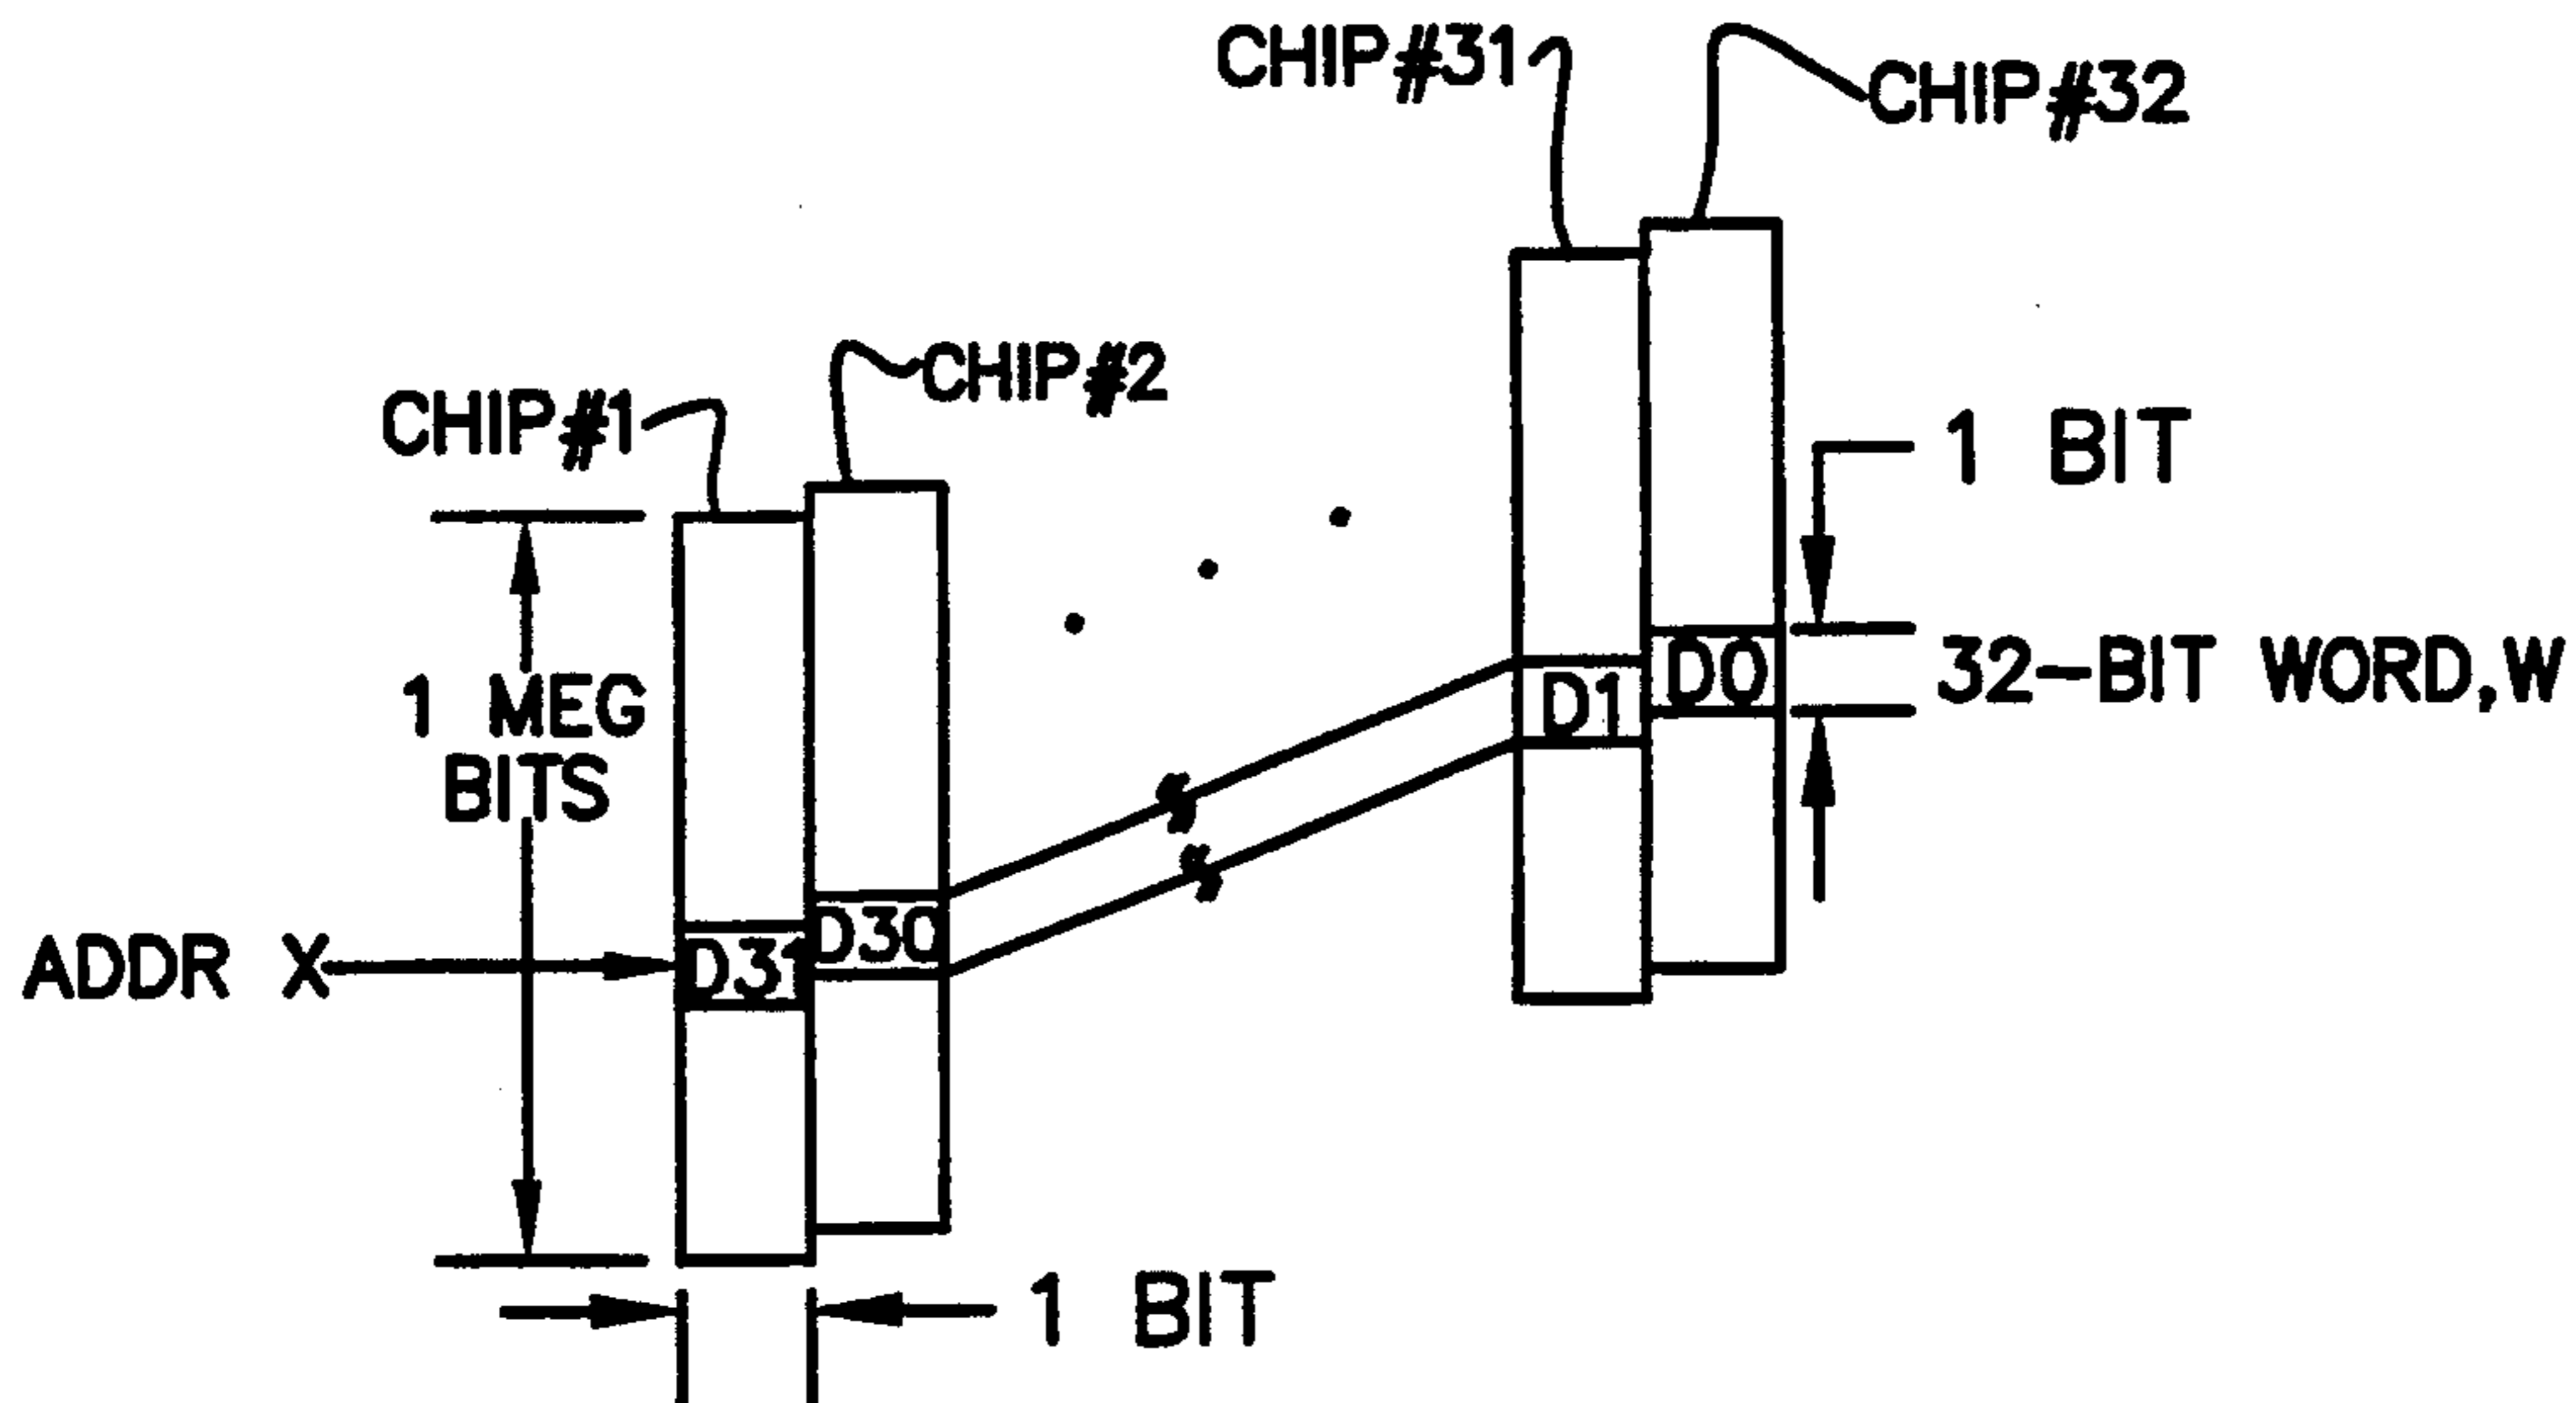 CHIP#31
CHIP#32
CHIP#2
CHIP#1
1 BIT
1 MEG
BITS
32-BIT WORD,W
D1
D0
ADDR X
D31
D30
1 BIT